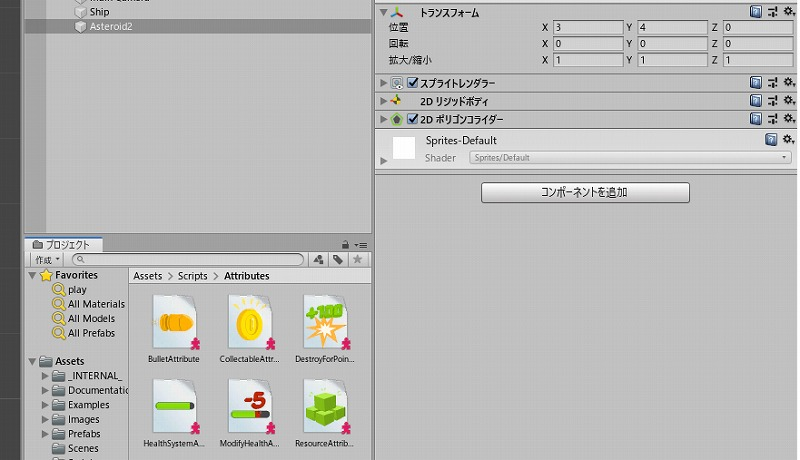 Ship
Asteroid2
トランスフォーム
位置 X 3 Y 4 Z 0
回転 X 0 Y 0 Z 0
拡大/縮小 X 1 Y 1 Z 1
スプライトレンダラー
2D リジッドボディ
2D ポリゴンコライダー
Sprites-Default
Shader Sprites/Default
コンポーネントを追加
プロジェクト
作成
Favorites
play
All Materials
All Models
All Prefabs
Assets
_INTERNAL_
Documentatio
Examples
Images
Prefabs
Scenes
Assets > Scripts > Attributes
BulletAttribute
CollectableAttr...
+100
DestroyForPoin...
HealthSystemA...
-5
ModifyHealthA...
ResourceAttrib...